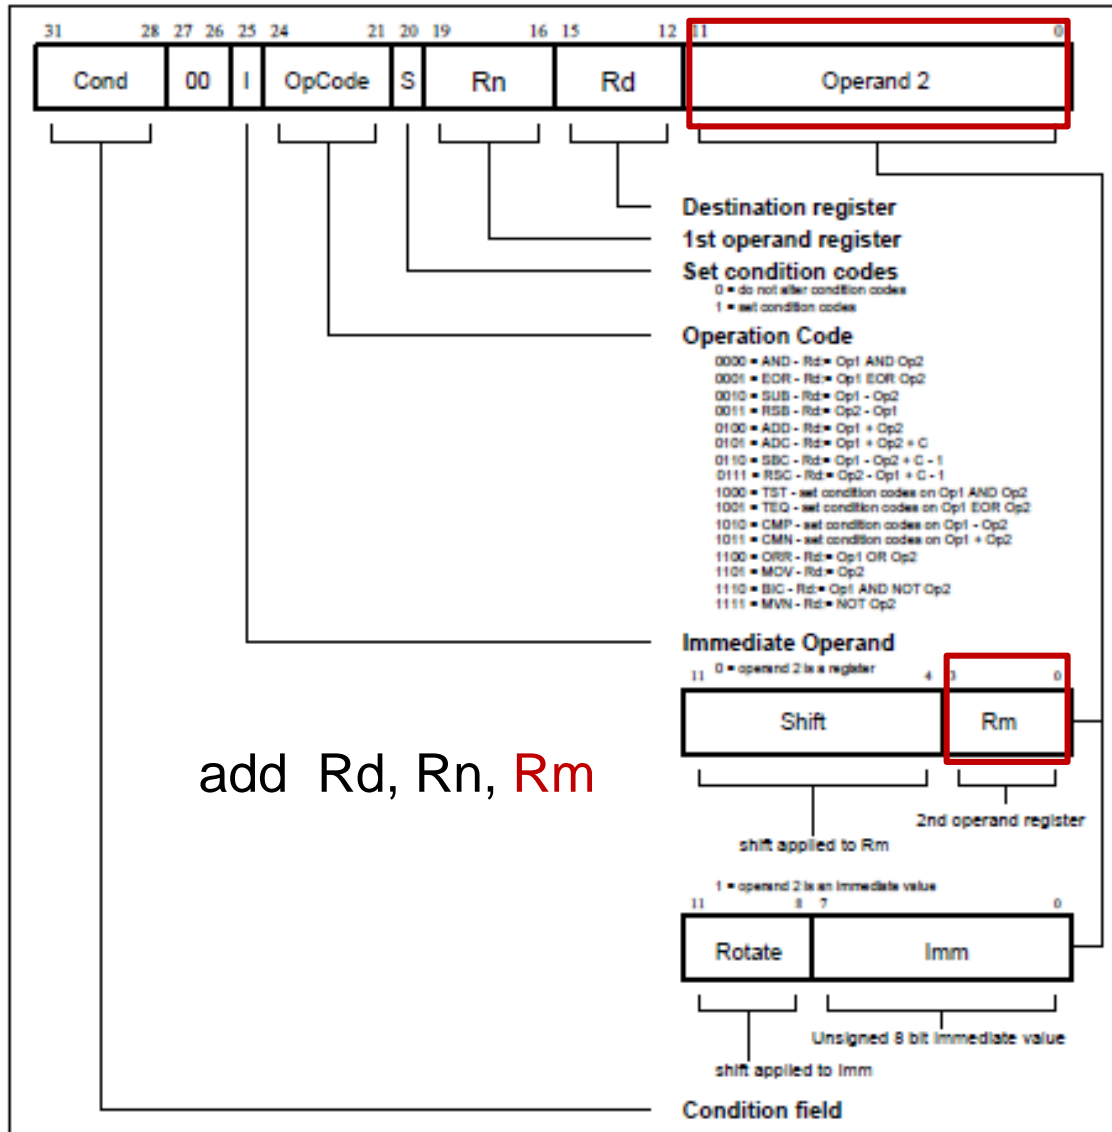 31 28 27 26 25 24 21 20 19 16 15 12 11 0
Cond 00 I OpCode S Rn Rd Operand 2
Destination register
1st operand register
Set condition codes
0 = do not alter condition codes
1 = set condition codes
Operation Code
0000 = AND - Rd:= Op1 AND Op2
0001 = EOR - Rd:= Op1 EOR Op2
0010 = SUB - Rd:= Op1 - Op2
0011 = RSB - Rd:= Op2 - Op1
0100 = ADD - Rd:= Op1 + Op2
0101 = ADC - Rd:= Op1 + Op2 + C
0110 = SBC - Rd:= Op1 - Op2 + C - 1
0111 = RSC - Rd:= Op2 - Op1 + C - 1
1000 = TST - set condition codes on Op1 AND Op2
1001 = TEQ - set condition codes on Op1 EOR Op2
1010 = CMP - set condition codes on Op1 - Op2
1011 = CMN - set condition codes on Op1 + Op2
1100 = ORR - Rd:= Op1 OR Op2
1101 = MOV - Rd:= Op2
1110 = BIC - Rd:= Op1 AND NOT Op2
1111 = MVN - Rd:= NOT Op2
Immediate Operand
0 = operand 2 is a register
11 4 3 0
Shift Rm
add Rd, Rn, Rm
2nd operand register
shift applied to Rm
1 = operand 2 is an immediate value
11 8 7 0
Rotate Imm
Unsigned 8 bit immediate value
shift applied to Imm
Condition field